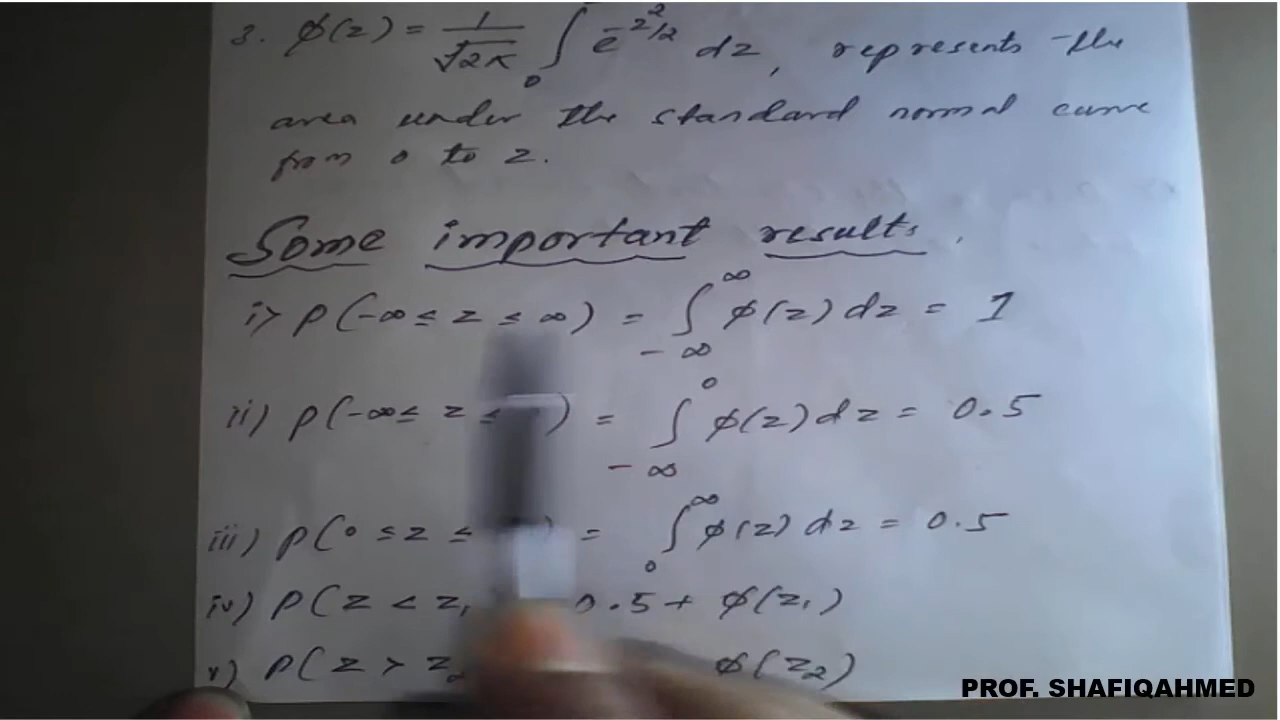 3. φ(z) = 1/√2π ∫₀ e^-z²/2 dz, represents the
area under the standard normal curve
from 0 to z.
Some important results.
i) P(-∞ ≤ z ≤ ∞) = ∫_{-∞}^{∞} φ(z) dz = 1
ii) P(-∞ ≤ z ≤ ) = ∫_{-∞}^{0} φ(z) dz = 0.5
iii) P(0 ≤ z ≤ ) = ∫_{0}^{∞} φ(z) dz = 0.5
iv) P(z < z₁ 0.5 + φ(z₁)
v) P(z > z₂ φ(z₂)
PROF. SHAFIQAHMED